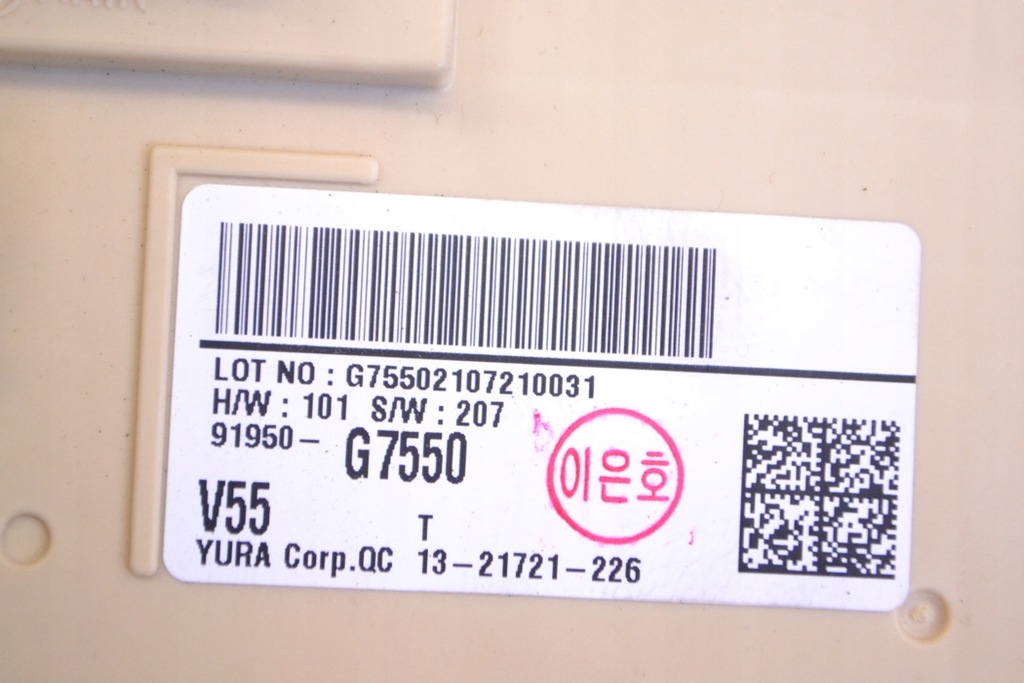 LOT NO : G75502107210031
H/W : 101 S/W : 207
91950- G7550
이은호
V55 T
YURA Corp.QC 13-21721-226